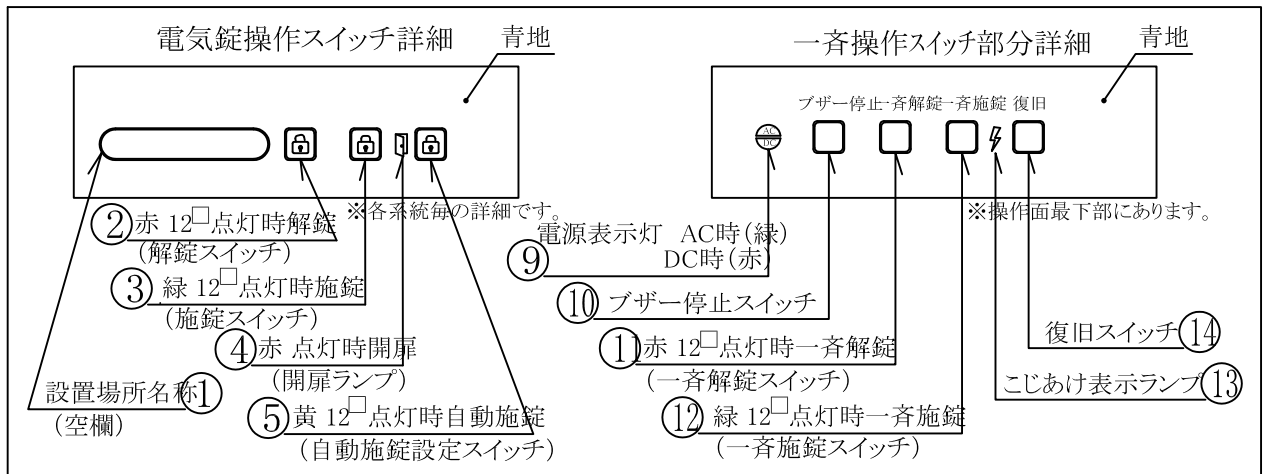 電気錠操作スイッチ詳細
青地
※各系統毎の詳細です。
② 赤 12□点灯時解錠
(解錠スイッチ)
③ 緑 12□点灯時施錠
(施錠スイッチ)
④ 赤 点灯時開扉
(開扉ランプ)
設置場所名称 ①
(空欄)
⑤ 黄 12□点灯時自動施錠
(自動施錠設定スイッチ)
一斉操作スイッチ部分詳細
青地
ブザー停止 一斉解錠 一斉施錠 復旧
AC
DC
※操作面最下部にあります。
電源表示灯 AC時(緑)
⑨ DC時(赤)
⑩ ブザー停止スイッチ
⑪ 赤 12□点灯時一斉解錠
(一斉解錠スイッチ)
復旧スイッチ ⑭
こじあけ表示ランプ ⑬
⑫ 緑 12□点灯時一斉施錠
(一斉施錠スイッチ)